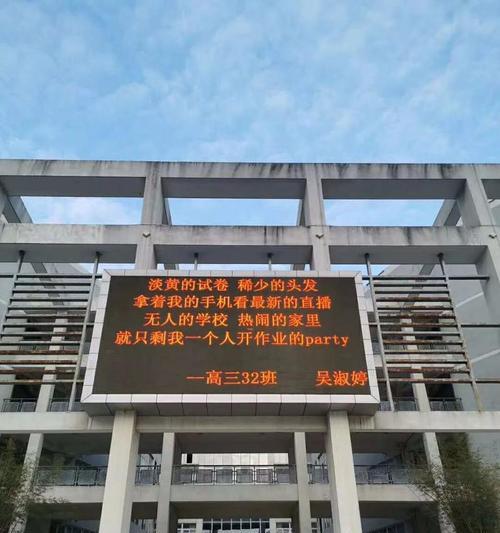 淡黄的试卷 稀少的头发
拿着我的手机看最新的直播
无人的学校 热闹的家里
就只剩我一个人开作业的party
—高三32班 吴淑婷